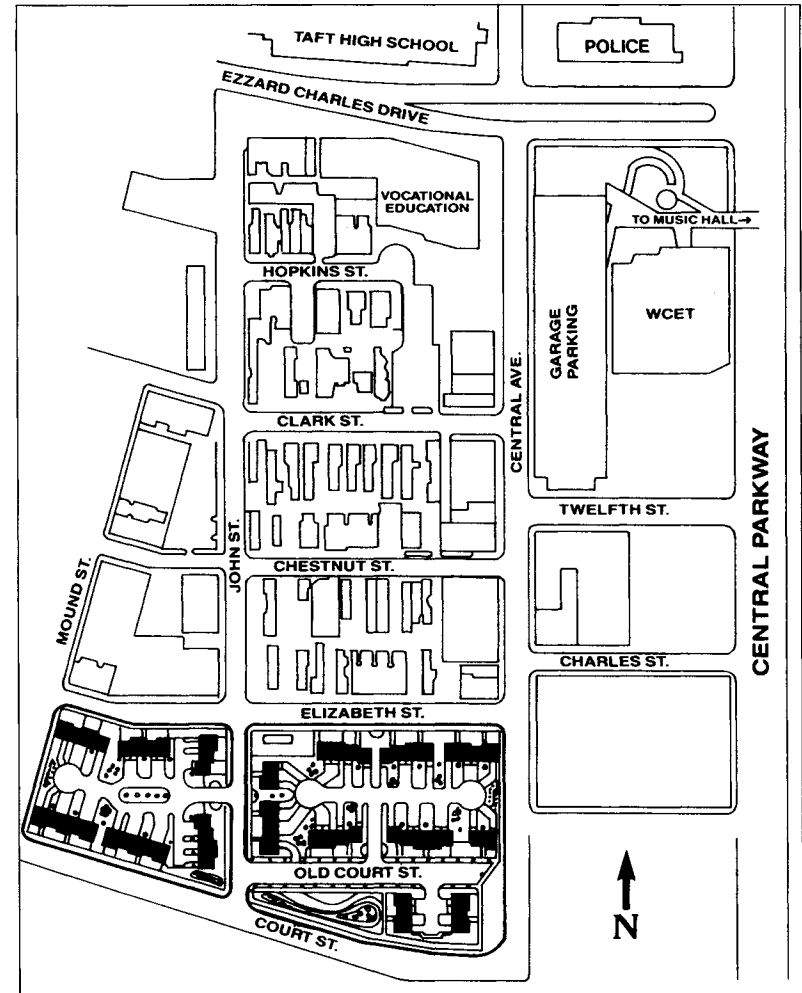 TAFT HIGH SCHOOL
POLICE
EZZARD CHARLES DRIVE
VOCATIONAL
EDUCATION
TO MUSIC HALL→
HOPKINS ST.
GARAGE
PARKING
WCET
CENTRAL AVE.
CLARK ST.
CENTRAL PARKWAY
TWELFTH ST.
JOHN ST.
CHESTNUT ST.
MOUND ST.
CHARLES ST.
ELIZABETH ST.
OLD COURT ST.
COURT ST.
N